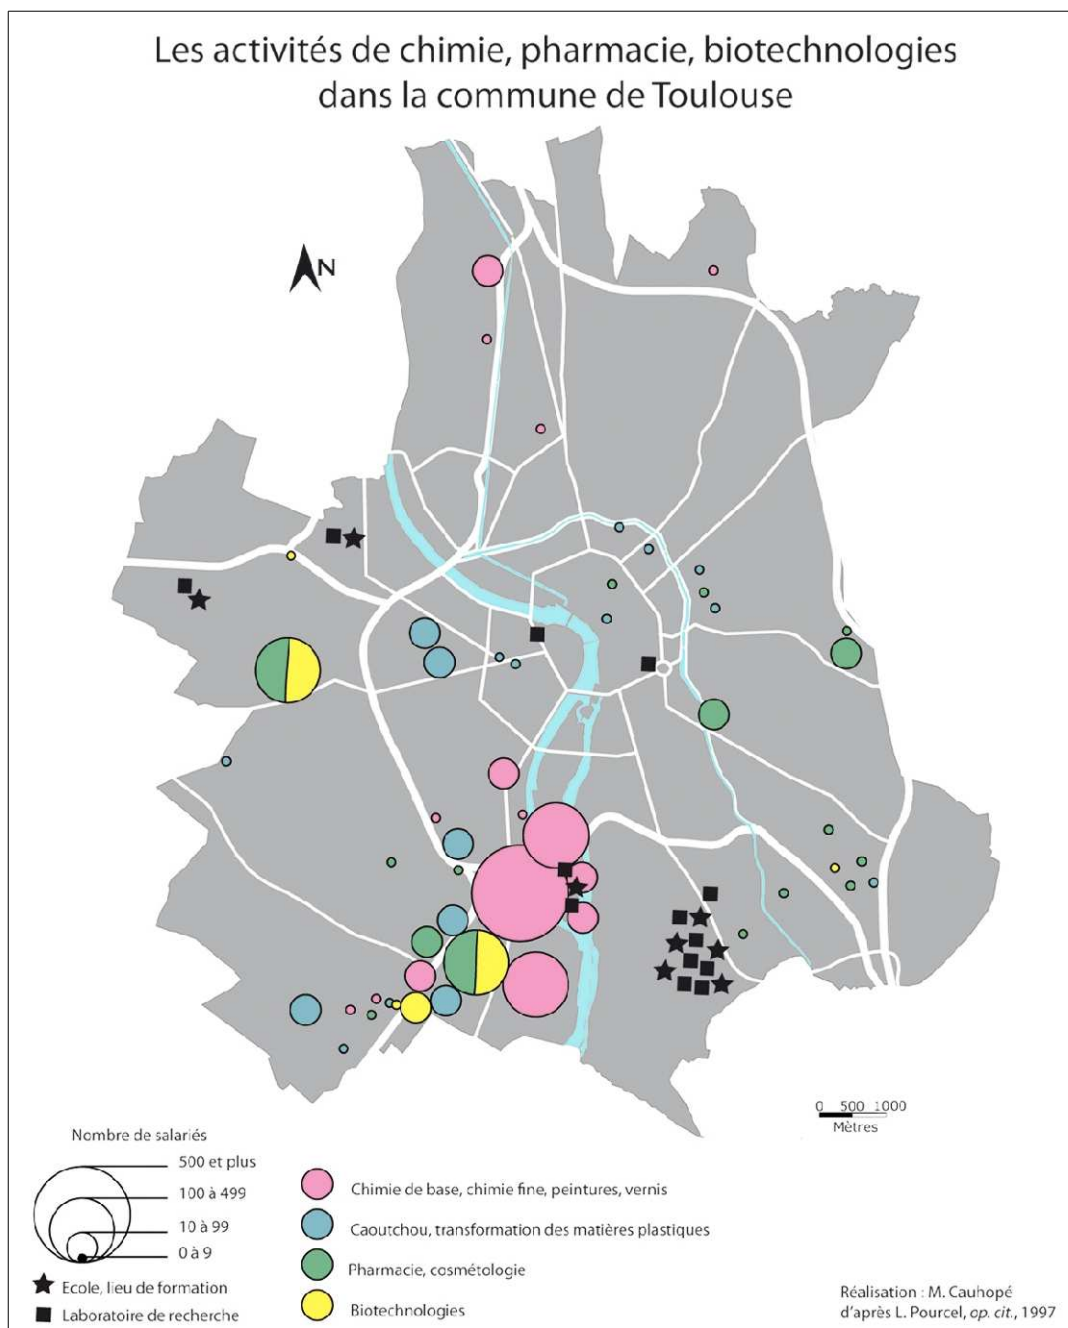 Les activités de chimie, pharmacie, biotechnologies
dans la commune de Toulouse
N
0 500 1000
Mètres
Nombre de salariés
500 et plus
100 à 499
10 à 99
0 à 9
Ecole, lieu de formation
Laboratoire de recherche
Chimie de base, chimie fine, peintures, vernis
Caoutchou, transformation des matières plastiques
Pharmacie, cosmétologie
Biotechnologies
Réalisation : M. Cauhopé
d'après L. Pourcel, op. cit., 1997